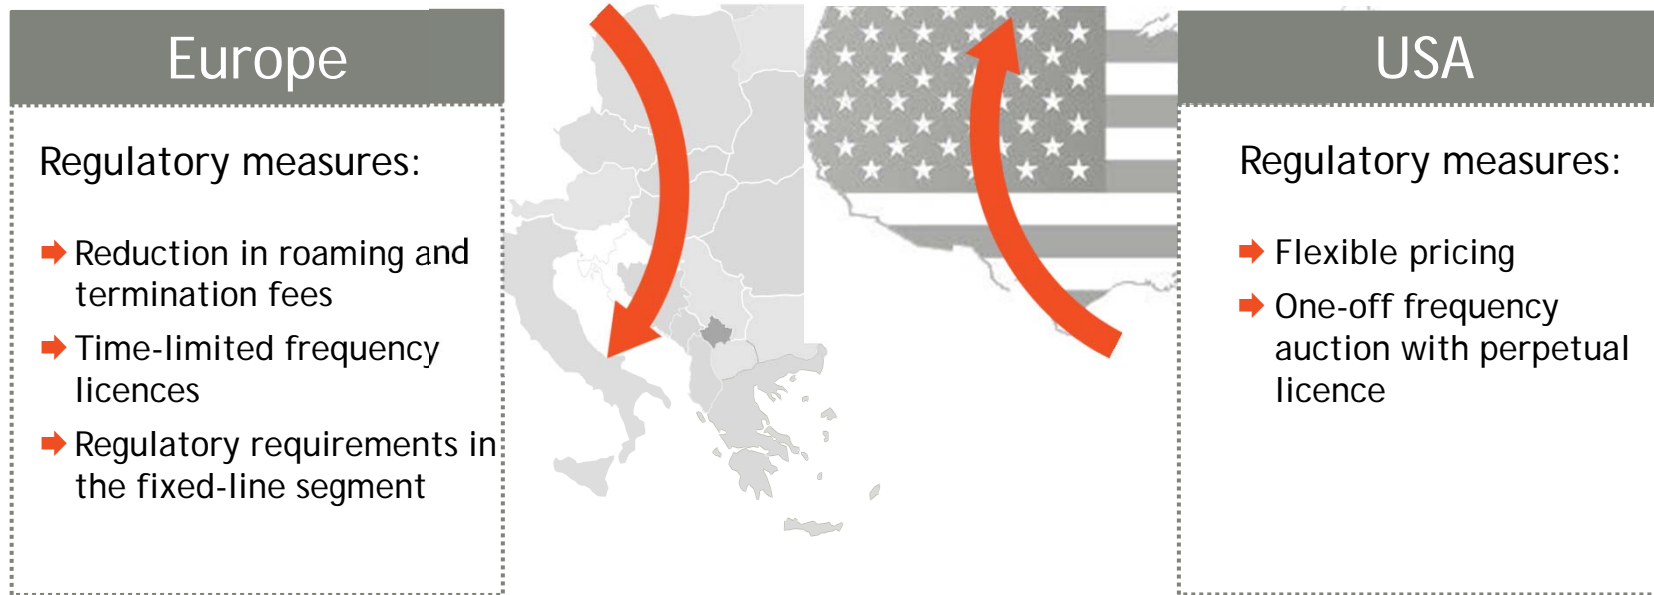 Europe
Regulatory measures:
Reduction in roaming and
termination fees
Time-limited frequency
licences
Regulatory requirements in
the fixed-line segment
USA
Regulatory measures:
Flexible pricing
One-off frequency
auction with perpetual
licence